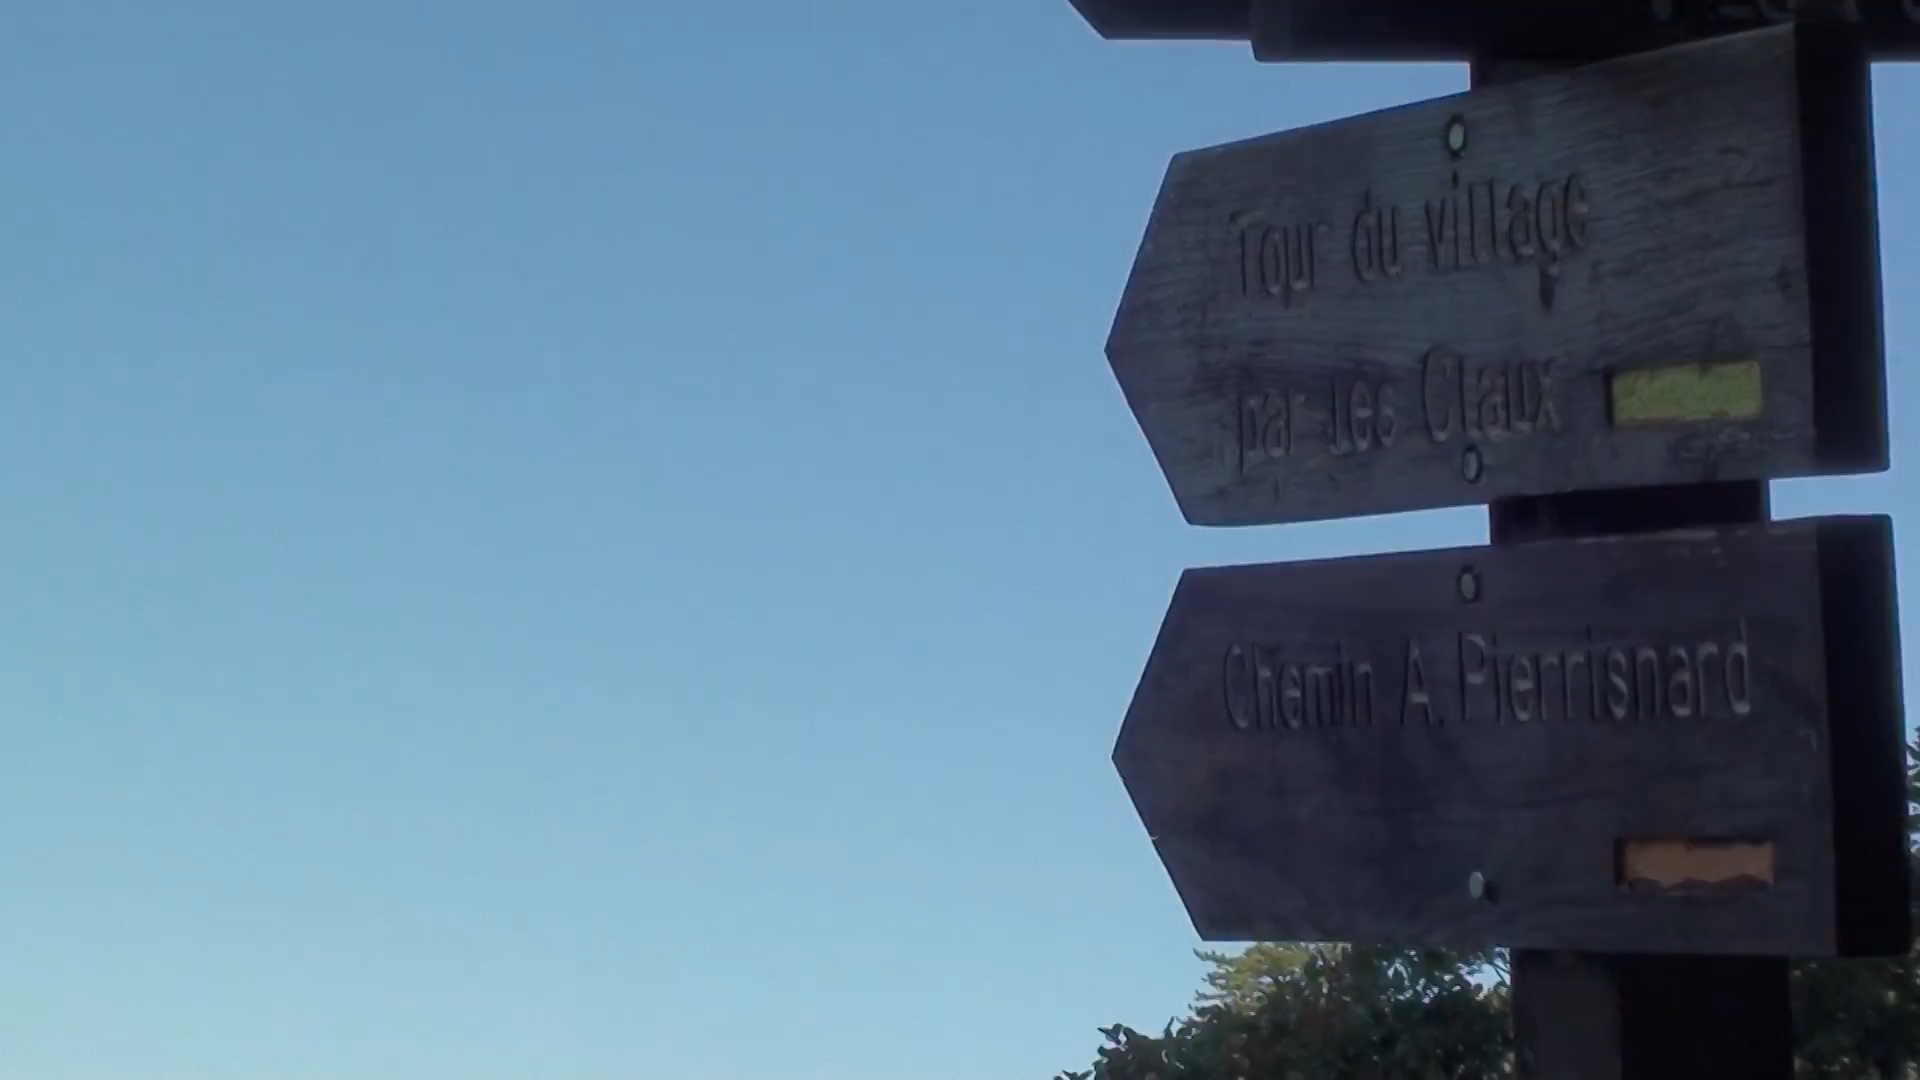 Tour du village
par les Claux
Chemin A. Pierrisnard